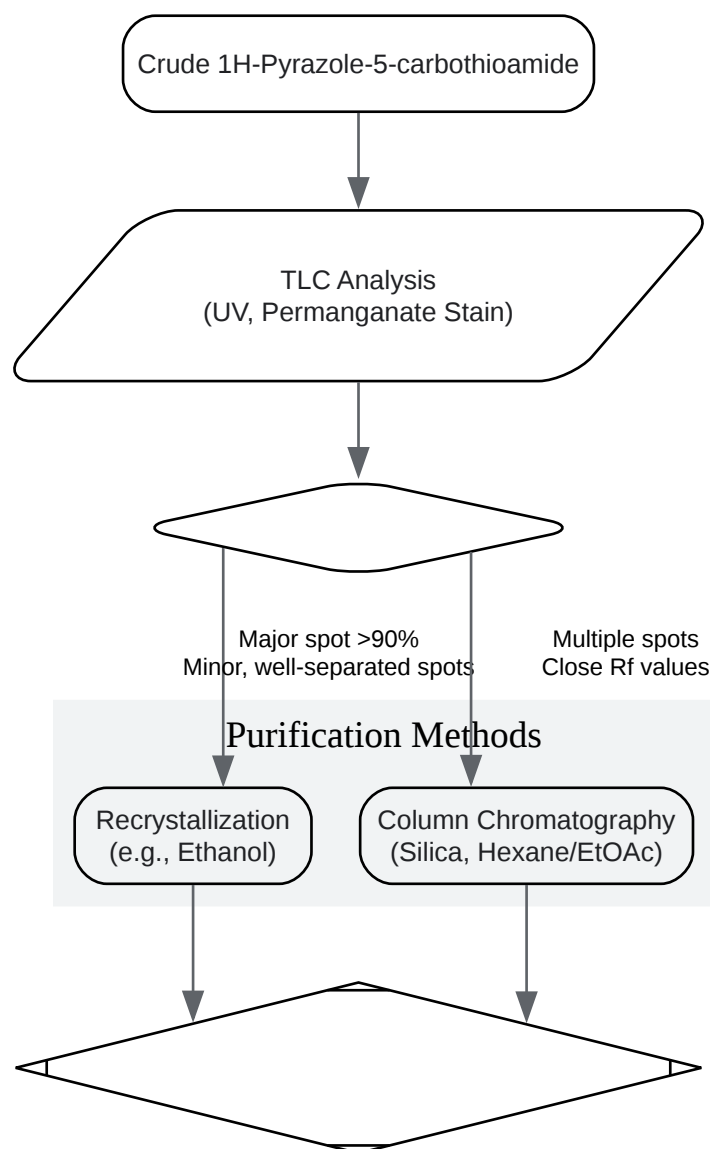 Crude 1H-Pyrazole-5-carbothioamide
TLC Analysis
(UV, Permanganate Stain)
Major spot >90%
Minor, well-separated spots
Multiple spots
Close Rf values
Purification Methods
Recrystallization
(e.g., Ethanol)
Column Chromatography
(Silica, Hexane/EtOAc)